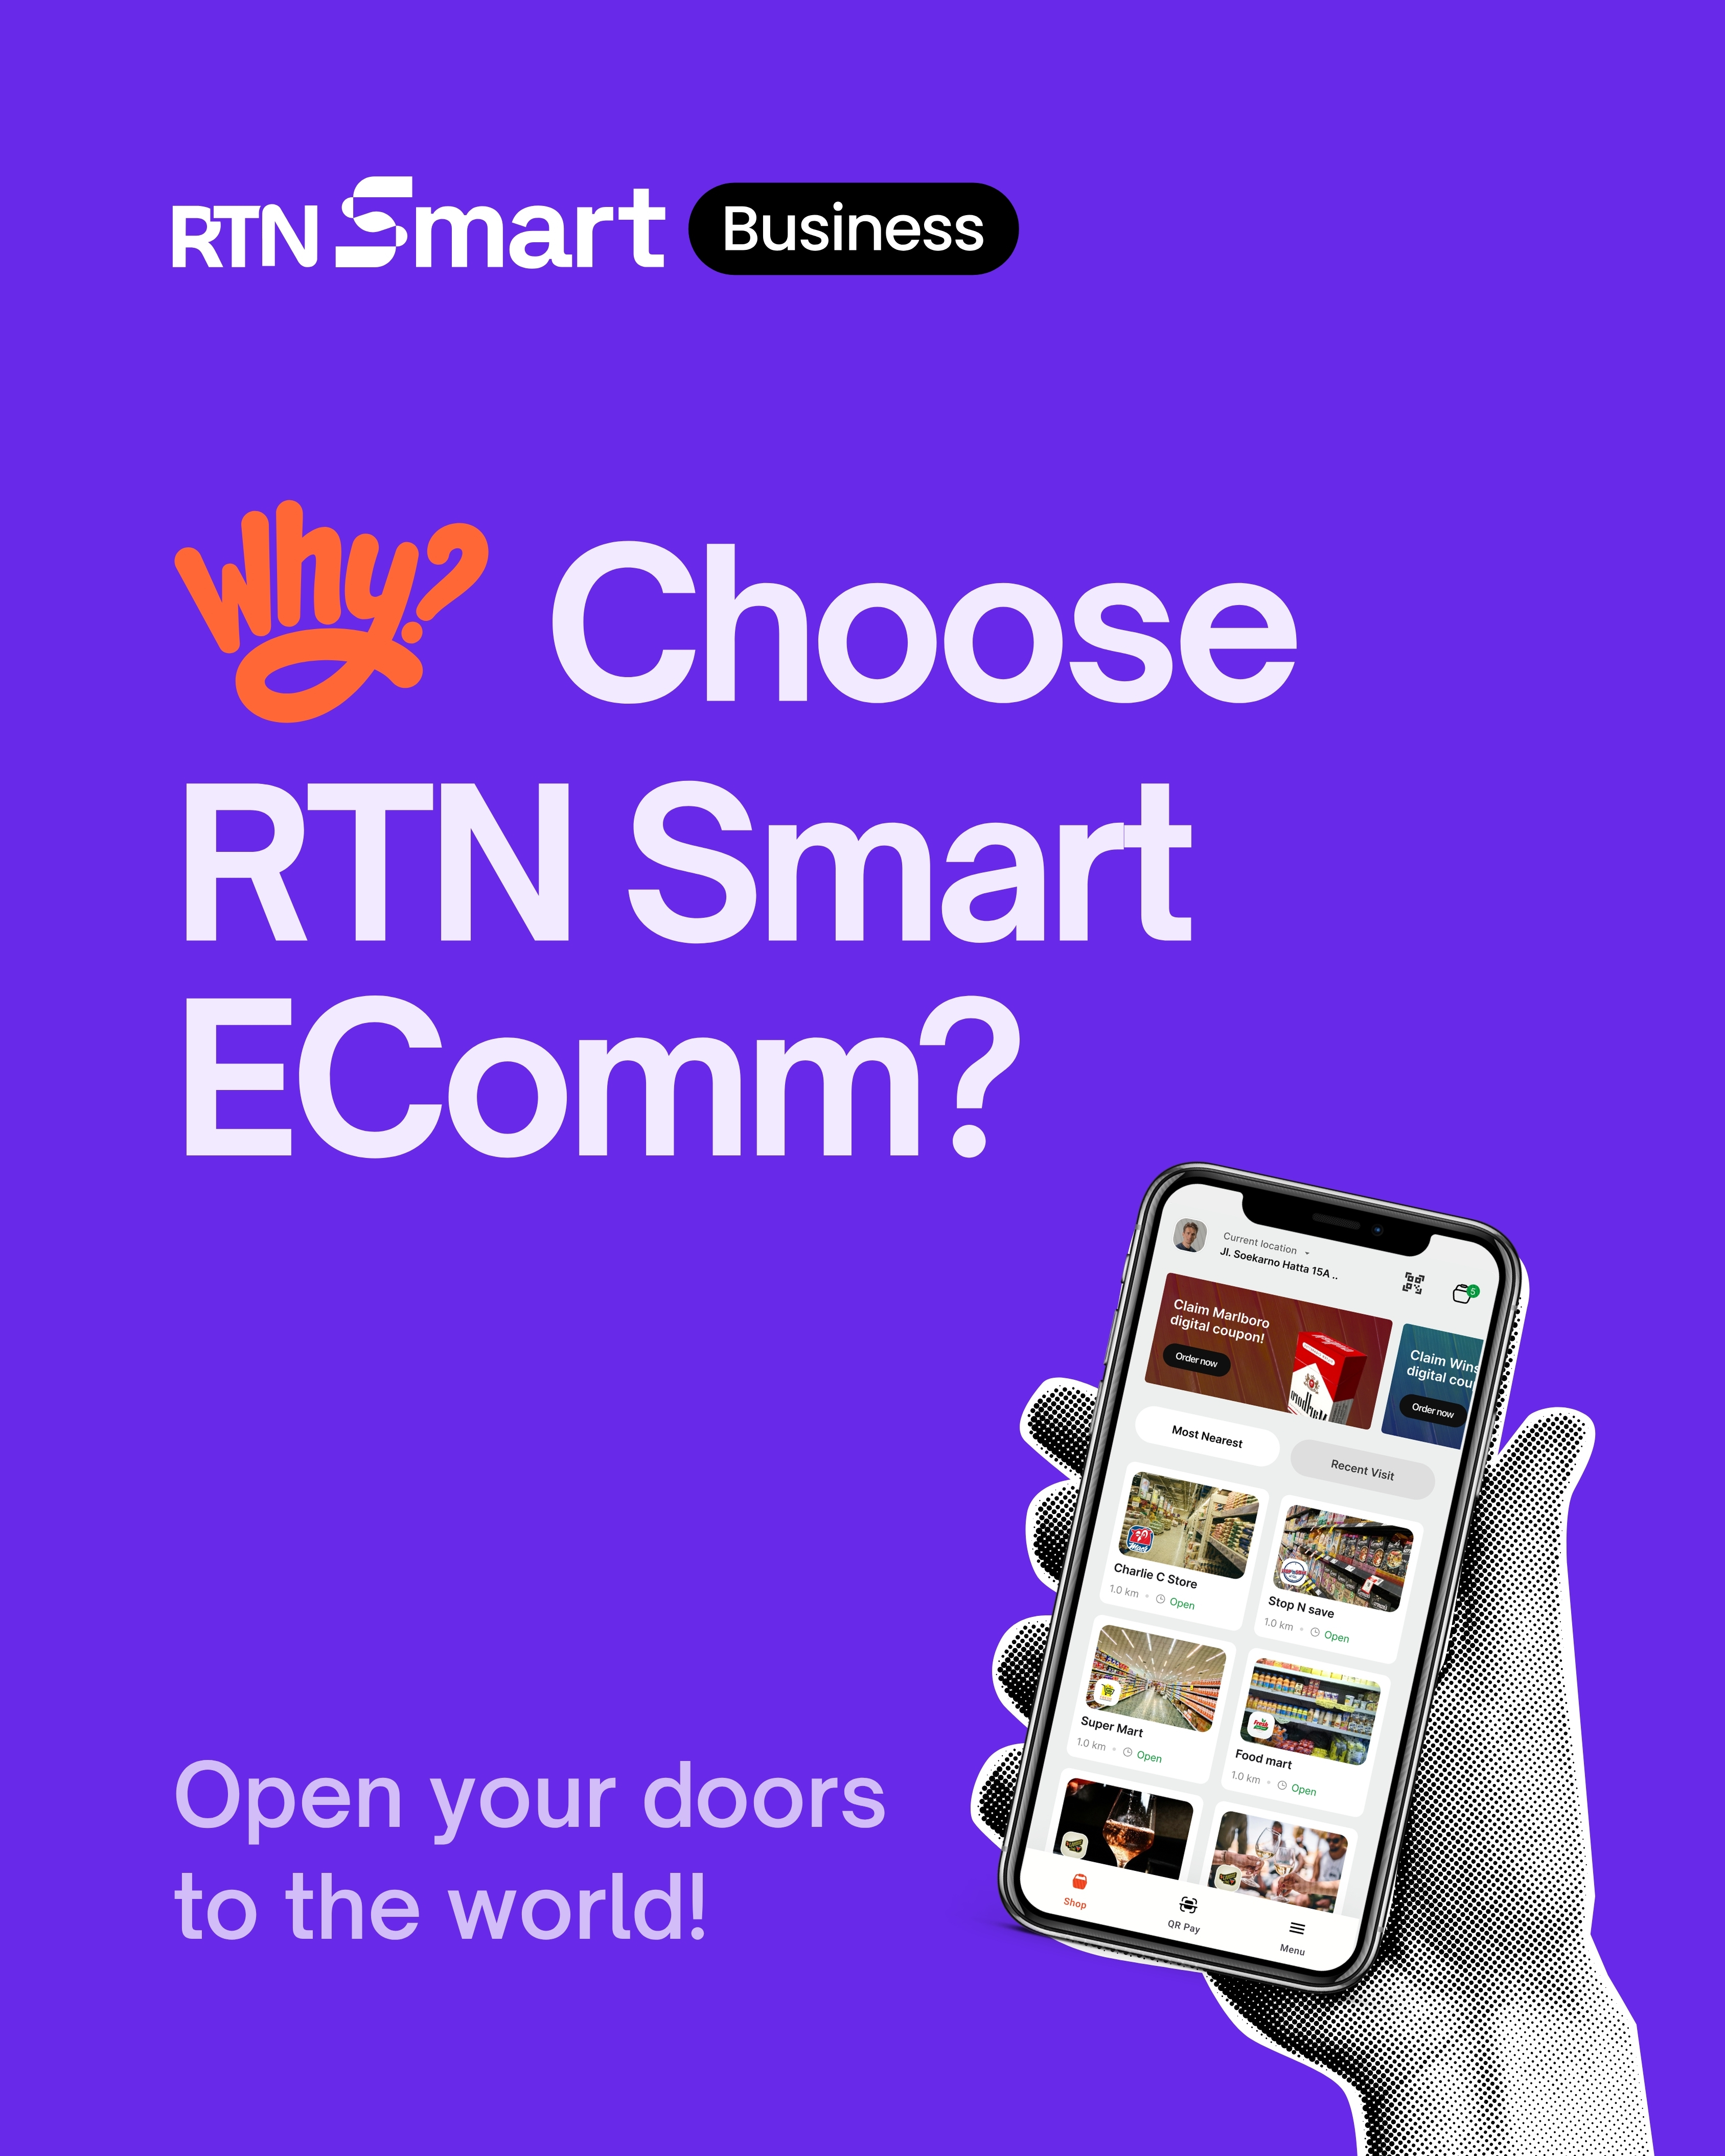 RTN Smart Business
Why? Choose
RTN Smart
EComm?
Current location
Jl. Soekarno Hatta 15A ..
5
Claim Marlboro
digital coupon!
Order now
Marlboro
Claim Wins
digital cou
Order now
Most Nearest
Recent Visit
Charlie C Store
1.0 km • Open
Stop N save
1.0 km • Open
Super Mart
1.0 km • Open
Food mart
1.0 km • Open
Fresh
Shop
QR Pay
Menu
Open your doors
to the world!